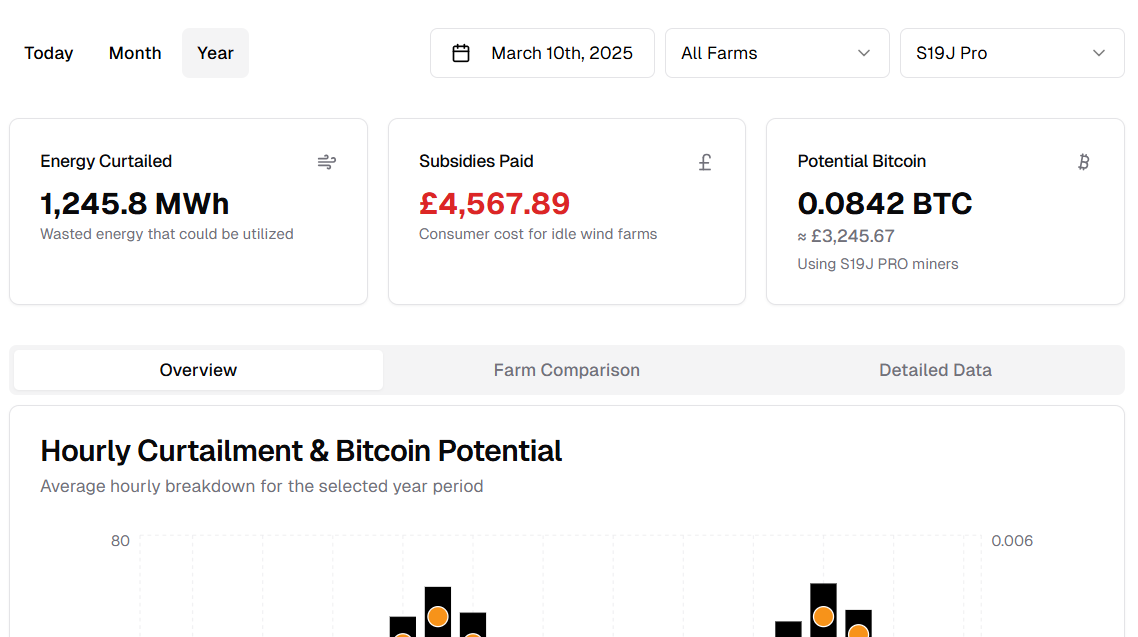 Today Month Year March 10th, 2025 All Farms S19J Pro
Energy Curtailed
1,245.8 MWh
Wasted energy that could be utilized
Subsidies Paid £
£4,567.89
Consumer cost for idle wind farms
Potential Bitcoin ₿
0.0842 BTC
≈ £3,245.67
Using S19J PRO miners
Overview Farm Comparison Detailed Data
Hourly Curtailment & Bitcoin Potential
Average hourly breakdown for the selected year period
80 0.006